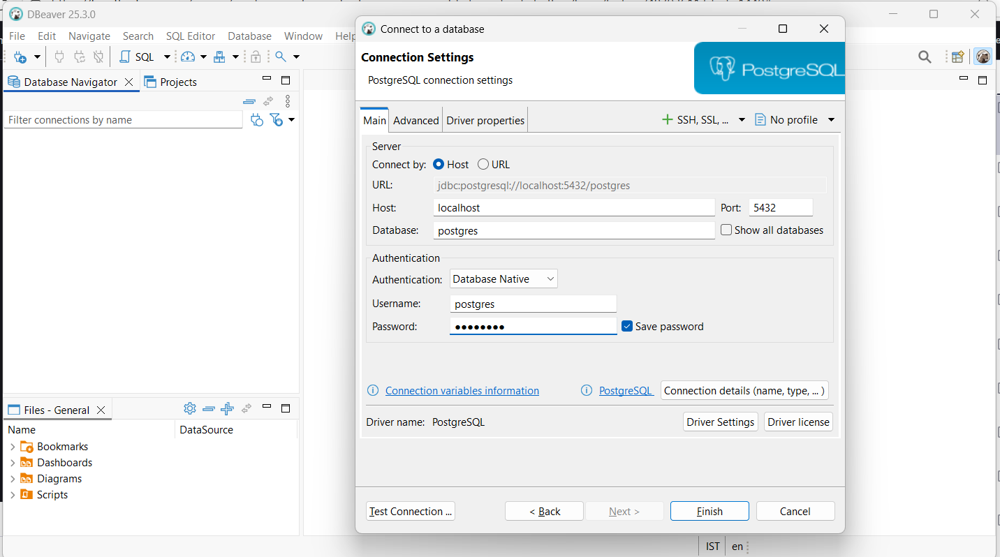 DBeaver 25.3.0
File Edit Navigate Search SQL Editor Database Window Help
SQL
Database Navigator
Projects
Filter connections by name
Files - General
Name DataSource
Bookmarks
Dashboards
Diagrams
Scripts
Connect to a database
Connection Settings
PostgreSQL connection settings
PostgreSQL
Main Advanced Driver properties SSH, SSL, ... No profile
Server
Connect by: Host URL
URL: jdbc:postgresql://localhost:5432/postgres
Host: localhost Port: 5432
Database: postgres Show all databases
Authentication
Authentication: Database Native
Username: postgres
Password: ●●●●●●●● Save password
Connection variables information PostgreSQL Connection details (name, type, ... )
Driver name: PostgreSQL Driver Settings Driver license
Test Connection ... < Back Next > Finish Cancel
IST en